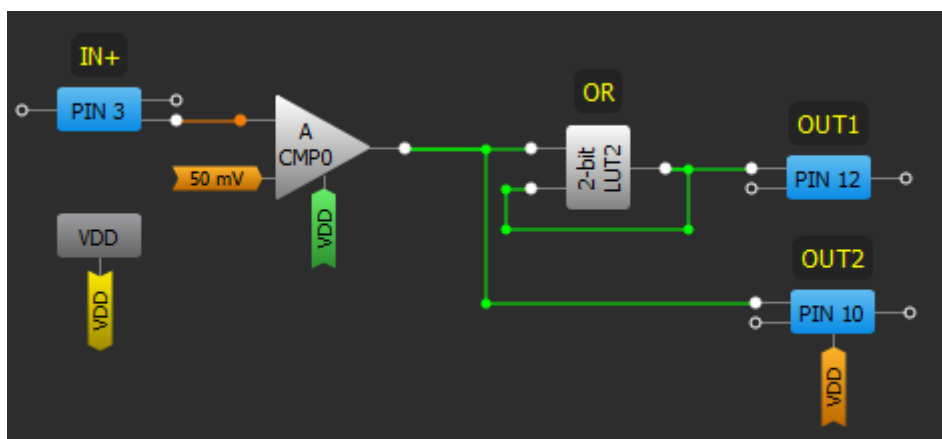 IN+
PIN 3
A
CMP0
50 mV
VDD
VDD
VDD
OR
2-bit
LUT2
OUT1
PIN 12
OUT2
PIN 10
VDD